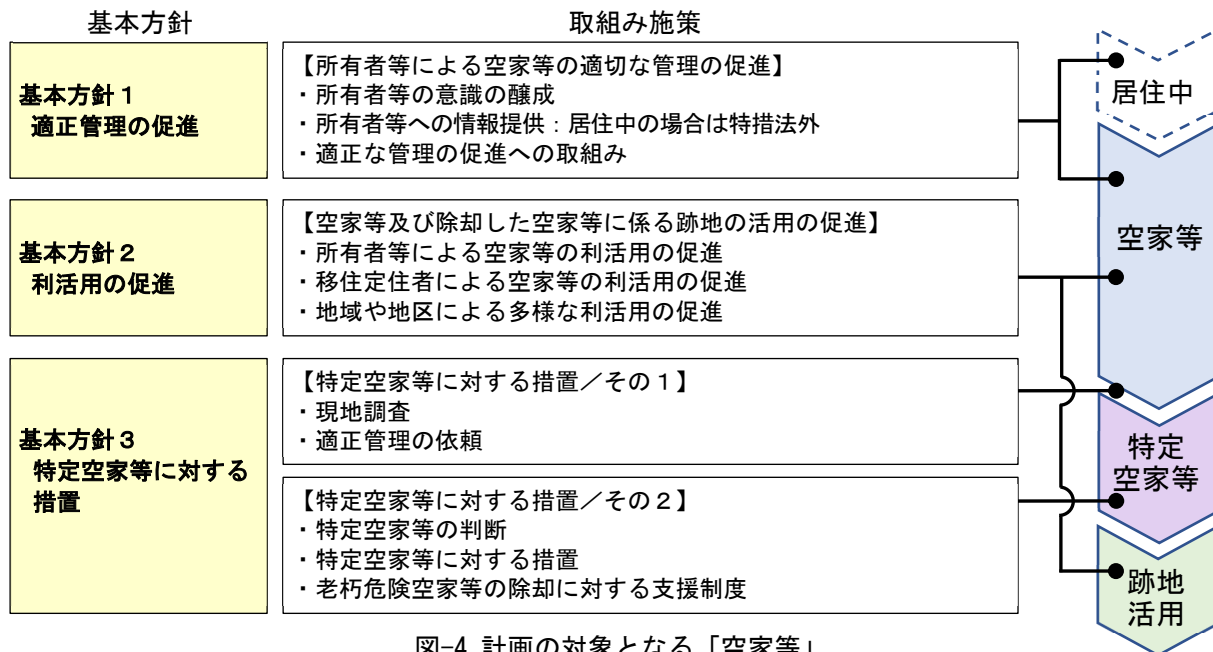 基本方針
取組み施策
基本方針1
適正管理の促進
【所有者等による空家等の適切な管理の促進】
・所有者等の意識の醸成
・所有者等への情報提供：居住中の場合は特措法外
・適正な管理の促進への取組み
基本方針2
利活用の促進
【空家等及び除却した空家等に係る跡地の活用の促進】
・所有者等による空家等の利活用の促進
・移住定住者による空家等の利活用の促進
・地域や地区による多様な利活用の促進
基本方針3
特定空家等に対する
措置
【特定空家等に対する措置／その1】
・現地調査
・適正管理の依頼
【特定空家等に対する措置／その2】
・特定空家等の判断
・特定空家等に対する措置
・老朽危険空家等の除却に対する支援制度
居住中
空家等
特定
空家等
跡地
活用
図-4 計画の対象となる「空家等」